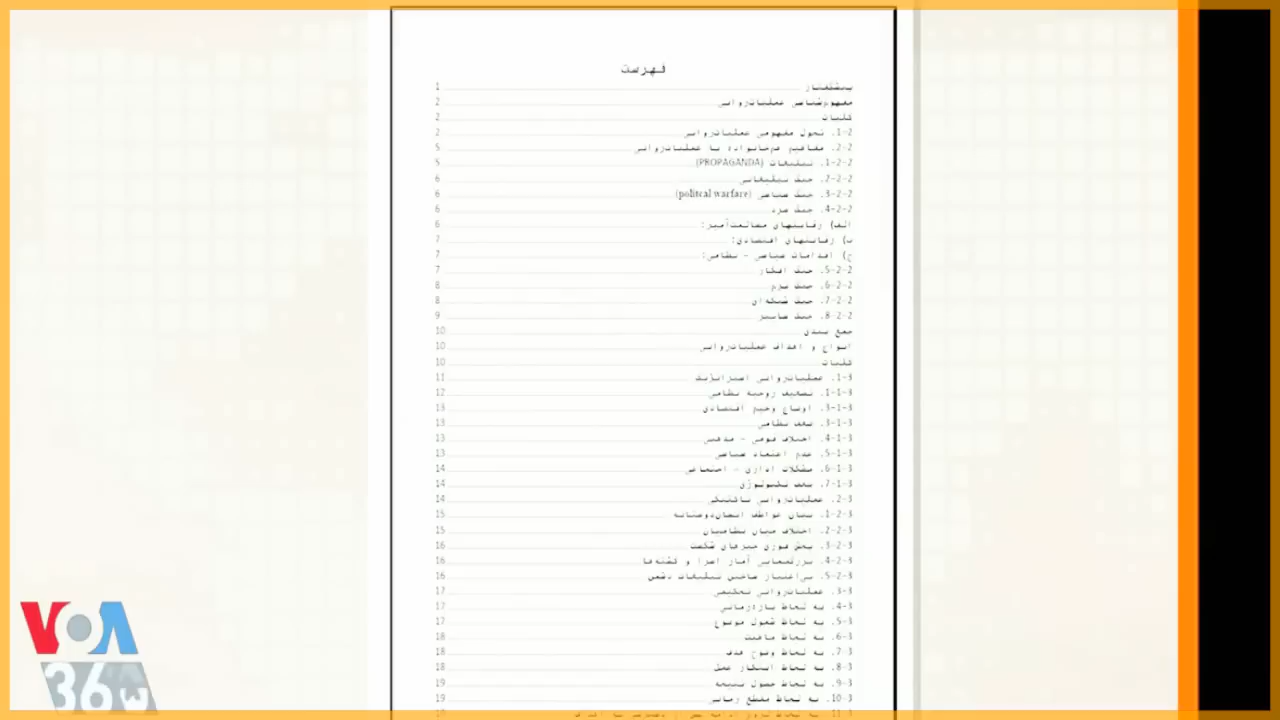 فهرست
پیشگفتار 1
مفهوم‌شناسی عملیات‌روانی 2
کلیات 2
1-2. تحول مفهومی عملیات‌روانی 2
2-2. مفاهیم هم‌خانواده با عملیات‌روانی 5
1-2-2. تبلیغات (PROPAGANDA) 5
2-2-2. جنگ تبلیغاتی 6
3-2-2. جنگ سیاسی (politcal warfare) 6
4-2-2. جنگ سرد 6
الف) رقابتهای مسالمت‌آمیز: 6
ب) رقابتهای اقتصادی: 7
ج) اقدامات سیاسی - نظامی: 7
5-2-2. جنگ افکار 7
6-2-2. جنگ نرم 8
7-2-2. جنگ شبکه‌ای 8
8-2-2. جنگ سایبر 9
جمع بندی 10
انواع و اهداف عملیات‌روانی 10
کلیات 10
1-3. عملیات‌روانی استراتژیک 11
1-1-3. تضعیف روحیه نظامی 12
3-1-3. اوضاع وخیم اقتصادی 13
3-1-3. ضعف نظامی 13
4-1-3. اختلاف قومی - مذهبی 13
5-1-3. عدم اعتماد سیاسی 13
6-1-3. مشکلات اداری - اجتماعی 14
7-1-3. ضعف تکنولوژی 14
2-3. عملیات‌روانی تاکتیکی 14
1-2-3. بیان عواطف انسان‌دوستانه 15
2-2-3. اختلاف میان نظامیان 15
3-2-3. پخش فوری خبرهای شکست 16
4-2-3. بزرگنمایی آمار اسرا و کشته‌ها 16
5-2-3. بی‌اعتبار ساختن تبلیغات دشمن 16
3-3. عملیات‌روانی تحکیمی 17
4-3. به لحاظ بازدرمانی 17
5-3. به لحاظ شمول موضوع 17
6-3. به لحاظ ماهیت 18
7-3. به لحاظ وضوح هدف 18
8-3. به لحاظ ابتکار عمل 18
9-3. به لحاظ حصول نتیجه 19
10-3. به لحاظ مقطع زمانی 19
VOA
36